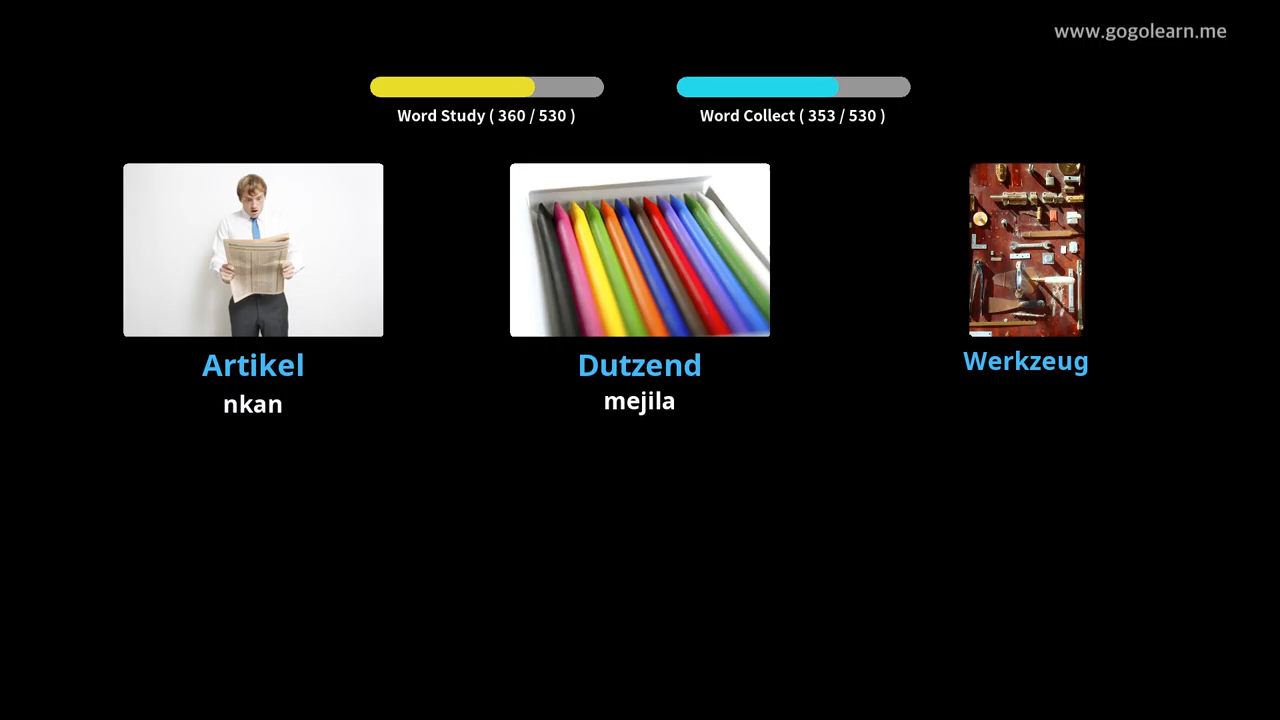 www.gogolearn.me
Word Study ( 360 / 530 )
Word Collect ( 353 / 530 )
Artikel
nkan
Dutzend
mejila
Werkzeug